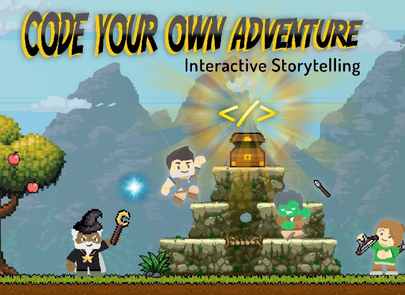 CODE YOUR OWN ADVENTURE
Interactive Storytelling
</>